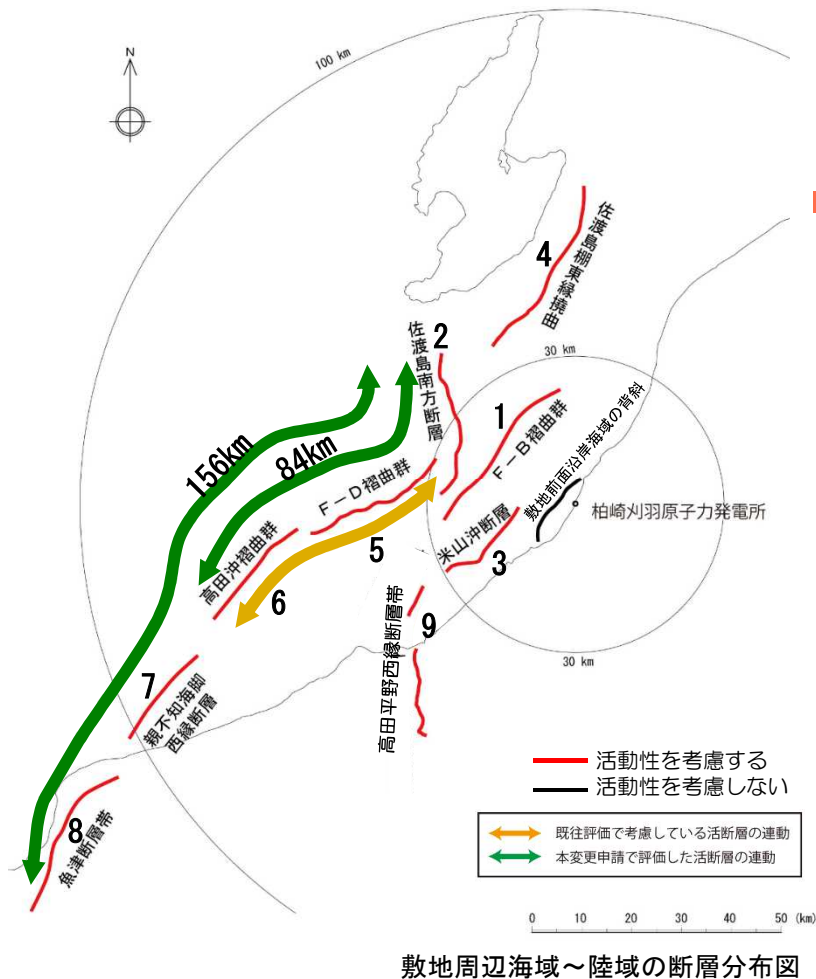 100 km
N
4
佐渡島棚東縁撓曲
2
佐渡島南方断層
30 km
1
F－B褶曲群
敷地前面沿岸海域の背斜
156km
84km
F－D褶曲群
柏崎刈羽原子力発電所
米山沖断層
3
5
高田沖褶曲群
6
9
高田平野西縁断層帯
30 km
7
親不知海脚
西縁断層
8
魚津断層帯
活動性を考慮する
活動性を考慮しない
既往評価で考慮している活断層の連動
本変更申請で評価した活断層の連動
0 10 20 30 40 50 (km)
敷地周辺海域～陸域の断層分布図